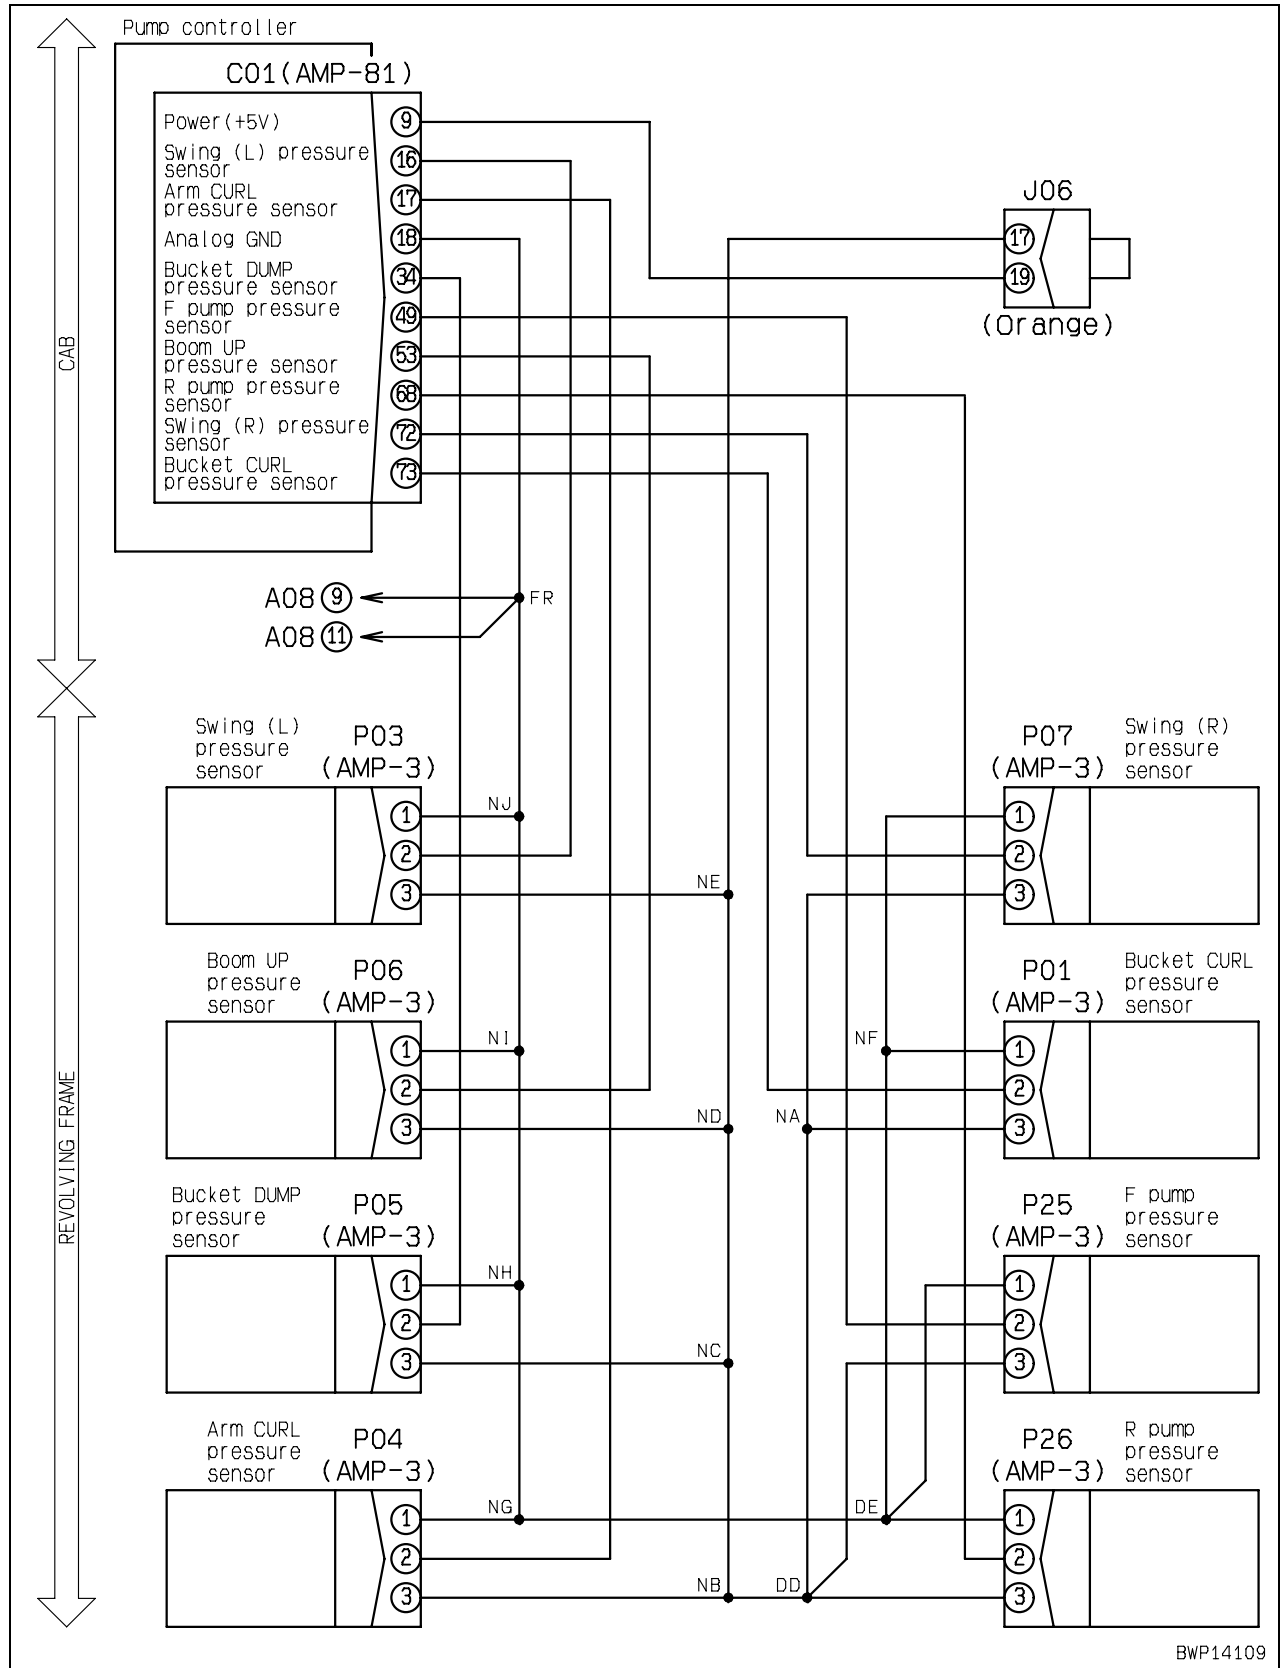 Pump controller
C01(AMP-81)
Power(+5V)
9
Swing (L) pressure
sensor
16
Arm CURL
pressure sensor
17
Analog GND
18
Bucket DUMP
pressure sensor
34
F pump pressure
sensor
49
Boom UP
pressure sensor
53
R pump pressure
sensor
68
SWing (R) pressure
sensor
72
Bucket CURL
pressure sensor
73
J06
17
19
(Orange)
CAB
A08 9
FR
A08 11
REVOLVING FRAME
Swing (L)
pressure
sensor
P03
(AMP-3)
1
2
3
NJ
NE
P07
(AMP-3)
Swing (R)
pressure
sensor
1
2
3
Boom UP
pressure
sensor
P06
(AMP-3)
1
2
3
NI
ND
NF
NA
P01
(AMP-3)
Bucket CURL
pressure
sensor
1
2
3
Bucket DUMP
pressure
sensor
P05
(AMP-3)
1
2
3
NH
NC
P25
(AMP-3)
F pump
pressure
sensor
1
2
3
Arm CURL
pressure
sensor
P04
(AMP-3)
1
2
3
NG
NB
DE
DD
P26
(AMP-3)
R pump
pressure
sensor
1
2
3
BWP14109